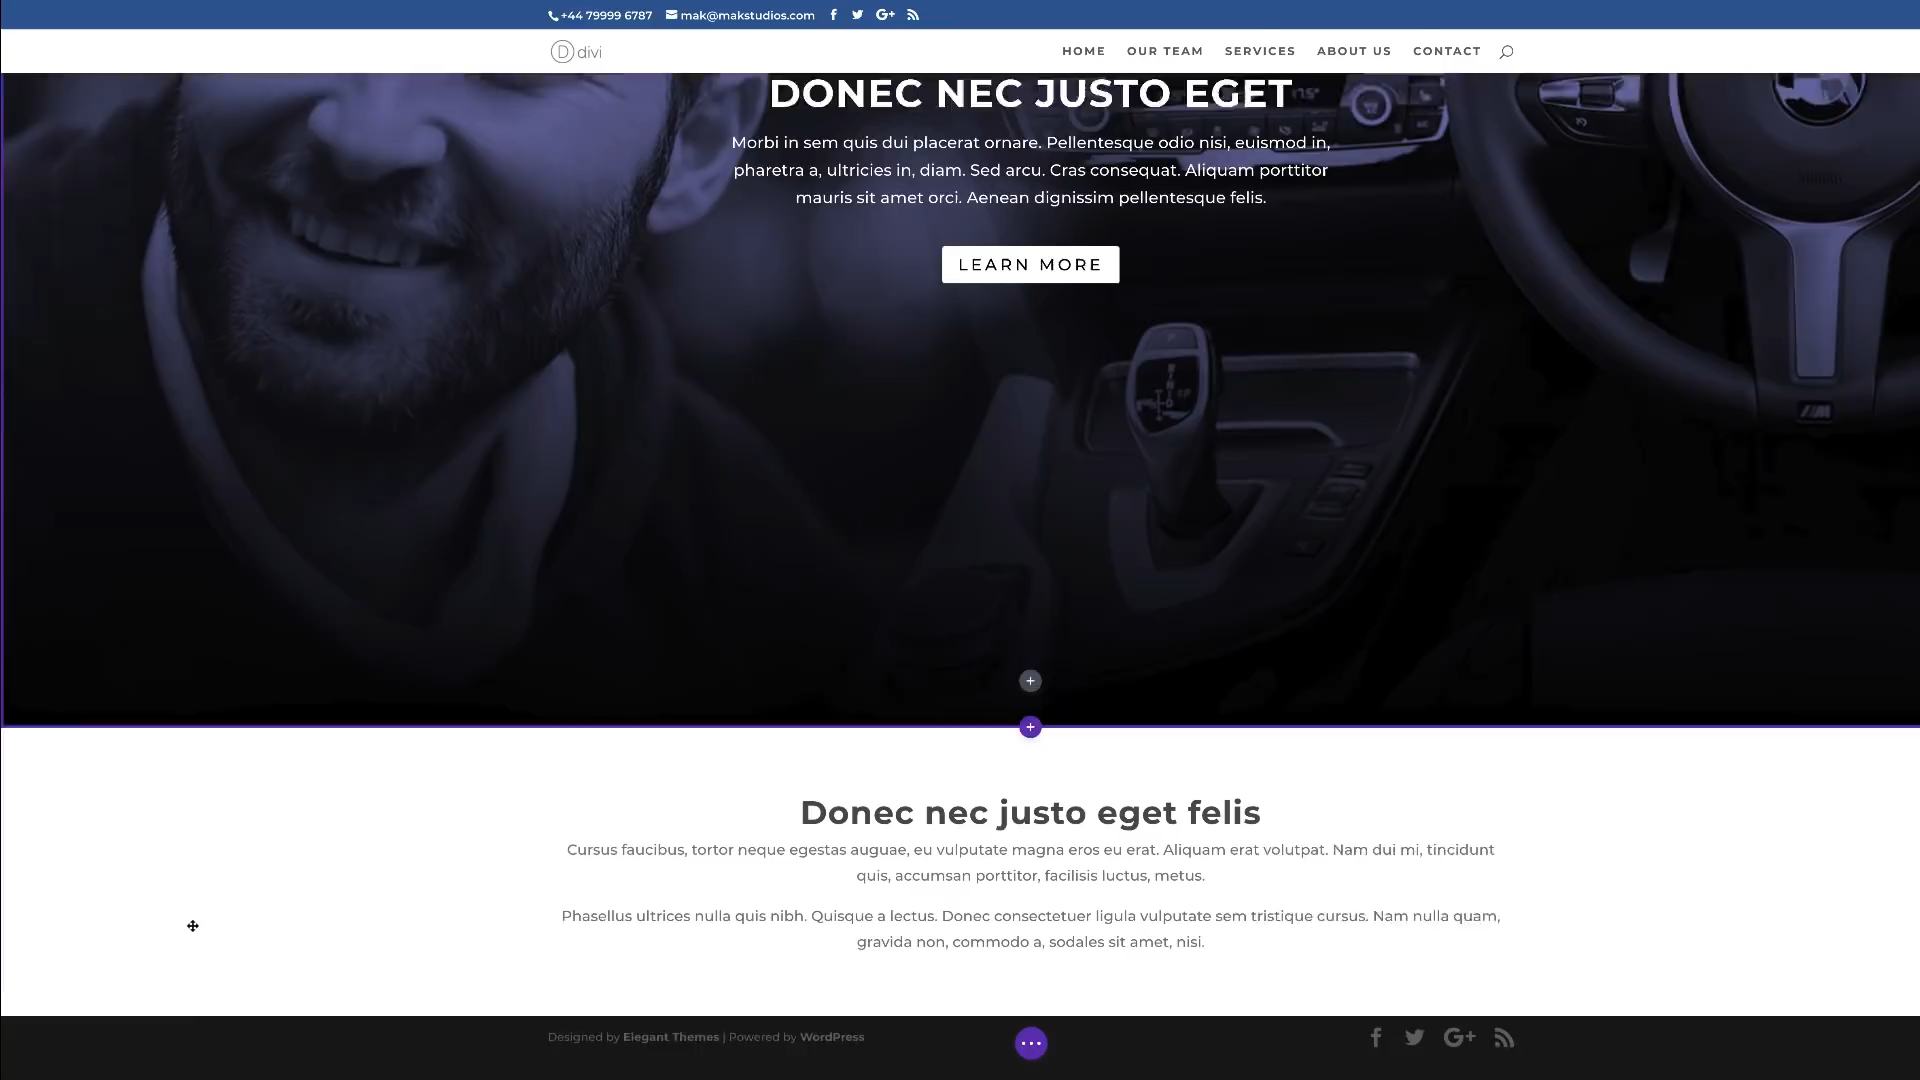 +44 79999 6787 mak@makstudios.com
D divi HOME OUR TEAM SERVICES ABOUT US CONTACT
DONEC NEC JUSTO EGET
Morbi in sem quis dui placerat ornare. Pellentesque odio nisi, euismod in,
pharetra a, ultricies in, diam. Sed arcu. Cras consequat. Aliquam porttitor
mauris sit amet orci. Aenean dignissim pellentesque felis.
LEARN MORE
Donec nec justo eget felis
Cursus faucibus, tortor neque egestas auguae, eu vulputate magna eros eu erat. Aliquam erat volutpat. Nam dui mi, tincidunt
quis, accumsan porttitor, facilisis luctus, metus.
Phasellus ultrices nulla quis nibh. Quisque a lectus. Donec consectetuer ligula vulputate sem tristique cursus. Nam nulla quam,
gravida non, commodo a, sodales sit amet, nisi.
Designed by Elegant Themes | Powered by WordPress